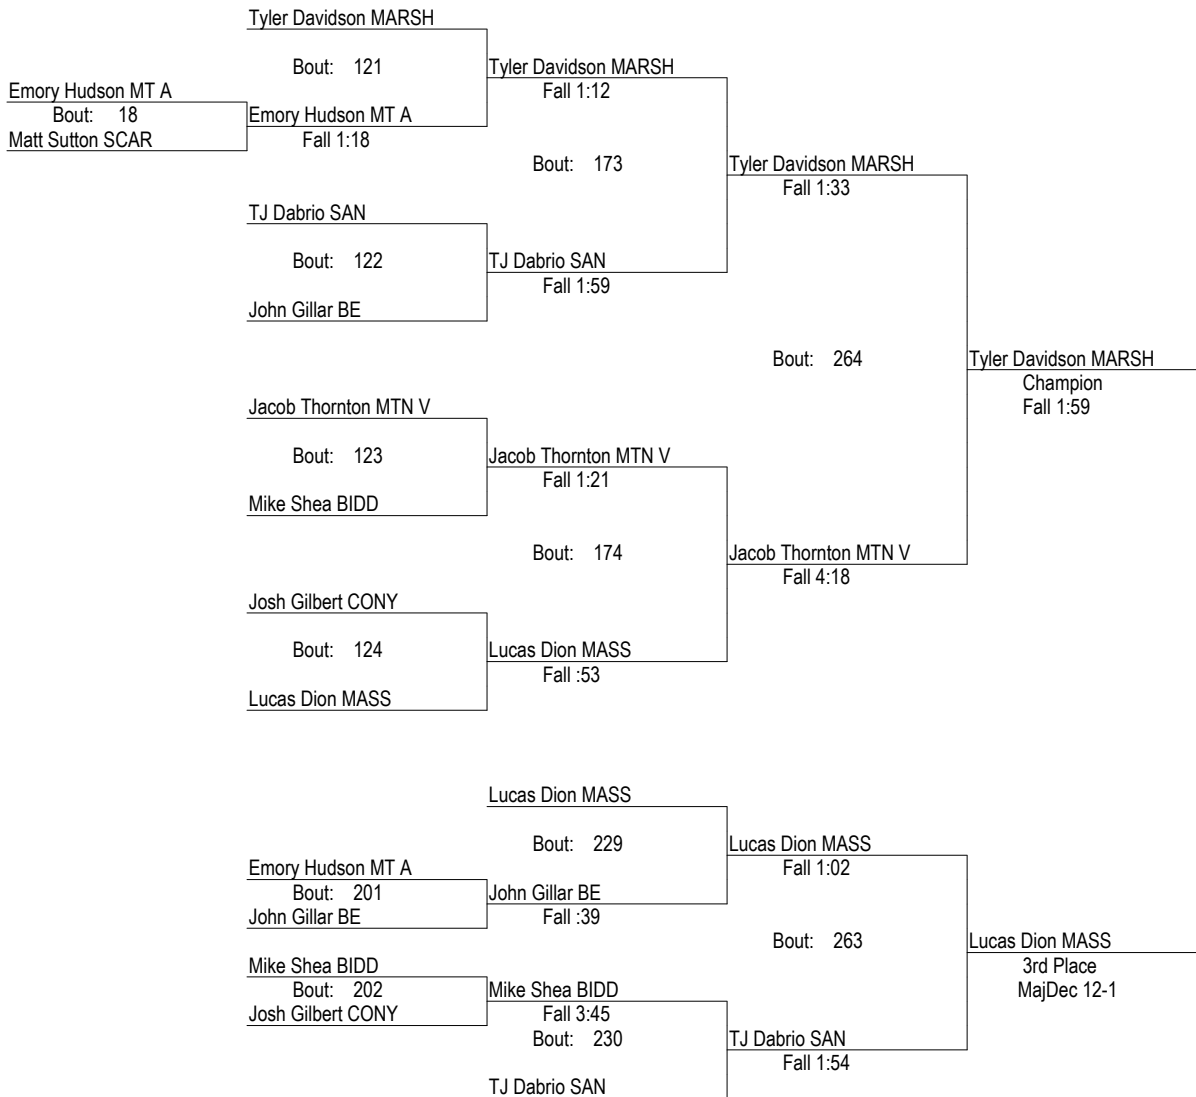 Tyler Davidson MARSH
Bout: 121
Tyler Davidson MARSH
Fall 1:12
Emory Hudson MT A
Bout: 18
Matt Sutton SCAR
Emory Hudson MT A
Fall 1:18
Bout: 173
Tyler Davidson MARSH
Fall 1:33
TJ Dabrio SAN
Bout: 122
TJ Dabrio SAN
Fall 1:59
John Gillar BE
Bout: 264
Tyler Davidson MARSH
Champion
Fall 1:59
Jacob Thornton MTN V
Bout: 123
Jacob Thornton MTN V
Fall 1:21
Mike Shea BIDD
Bout: 174
Jacob Thornton MTN V
Fall 4:18
Josh Gilbert CONY
Bout: 124
Lucas Dion MASS
Fall :53
Lucas Dion MASS
Lucas Dion MASS
Bout: 229
Lucas Dion MASS
Fall 1:02
Emory Hudson MT A
Bout: 201
John Gillar BE
John Gillar BE
Fall :39
Bout: 263
Lucas Dion MASS
3rd Place
MajDec 12-1
Mike Shea BIDD
Bout: 202
Josh Gilbert CONY
Mike Shea BIDD
Fall 3:45
Bout: 230
TJ Dabrio SAN
Fall 1:54
TJ Dabrio SAN